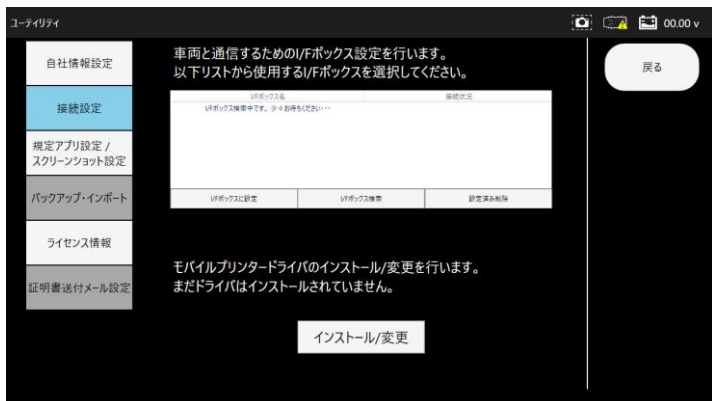 ユーティリティ
00.00 v
自社情報設定
接続設定
規定アプリ設定 /
スクリーンショット設定
バックアップ・インポート
ライセンス情報
証明書送付メール設定
車両と通信するためのI/Fボックス設定を行います。
以下リストから使用するI/Fボックスを選択してください。
I/Fボックス名
接続状況
I/Fボックス検索中です。少々お待ちください･･･
I/Fボックスに設定
I/Fボックス検索
設定済み削除
モバイルプリンタードライバのインストール/変更を行います。
まだドライバはインストールされていません。
インストール/変更
戻る